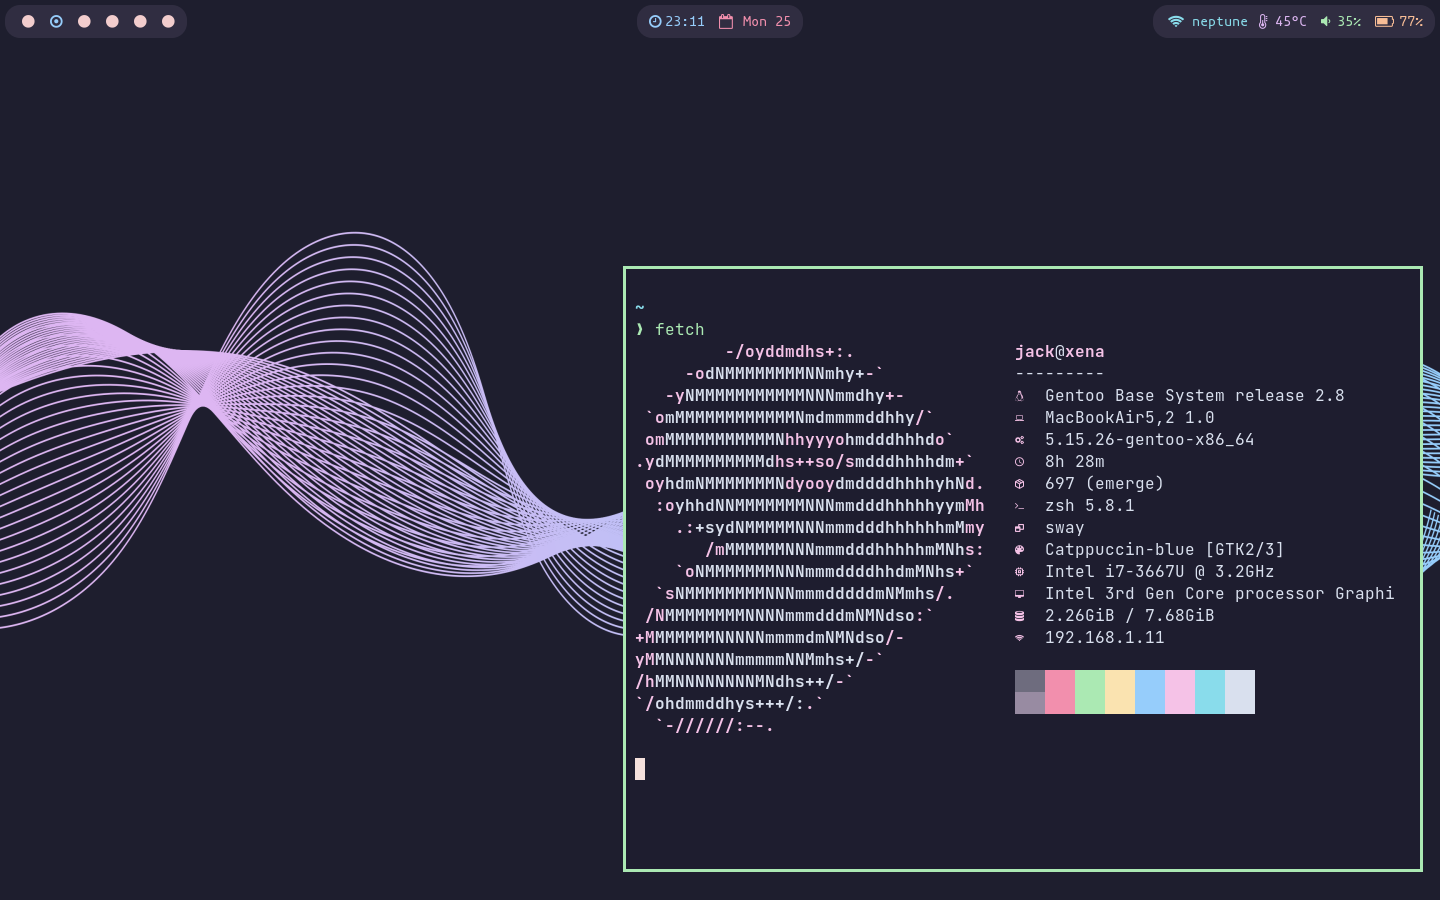 23:11 Mon 25
neptune 45°C 35% 77%
~
❱ fetch
         -/oyddmdhs+:.
     -odNMMMMMMMMNNmhy+-`
   -yNMMMMMMMMMMMNNNmmdhy+-
 `omMMMMMMMMMMMMNmdmmmmddhhy/`
 omMMMMMMMMMMMNhhyyyohmdddhhhdo`
.ydMMMMMMMMMMdhs++so/smdddhhhhdm+`
 oyhdmNMMMMMMMNdyooydmddddhhhhyhNd.
  :oyhhdNNMMMMMMMNNNmmdddhhhhhyymMh
    .:+sydNMMMMMNNNmmmdddhhhhhhmMmy
       /mMMMMMMNNNmmmdddhhhhhmMNhs:
    `oNMMMMMMMNNNmmmddddhhdmMNhs+`
  `sNMMMMMMMMNNNmmmdddddmNMmhs/.
 /NMMMMMMMMNNNNmmmdddmNMNdso:`
+MMMMMMMNNNNNmmmmdmNMNdso/-
yMMNNNNNNNmmmmmNNMmhs+/-`
/hMMNNNNNNNNMNdhs++/-`
`/ohdmmddhys+++/:.`
  `-//////:--.
jack@xena
---------
Gentoo Base System release 2.8
MacBookAir5,2 1.0
5.15.26-gentoo-x86_64
8h 28m
697 (emerge)
zsh 5.8.1
sway
Catppuccin-blue [GTK2/3]
Intel i7-3667U @ 3.2GHz
Intel 3rd Gen Core processor Graphi
2.26GiB / 7.68GiB
192.168.1.11